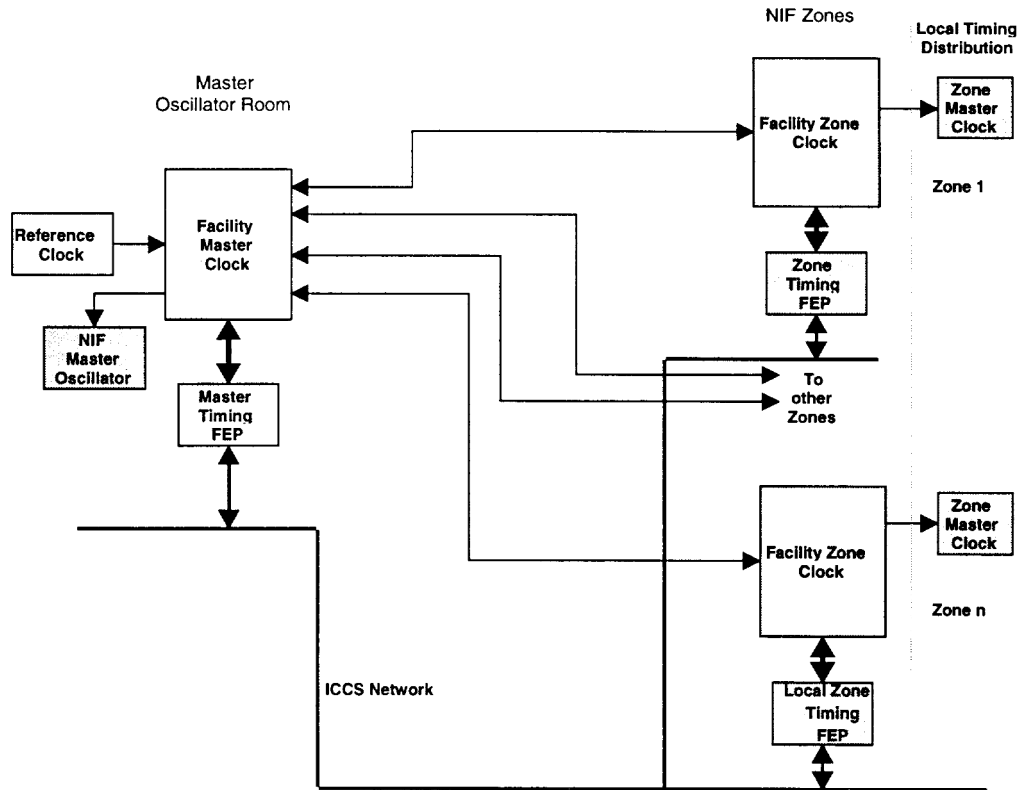 NIF Zones
Local Timing
Distribution
Master
Oscillator Room
Zone
Master
Clock
Facility Zone
Clock
Zone 1
Facility
Master
Clock
Reference
Clock
Zone
Timing
FEP
NIF
Master
Oscillator
Master
Timing
FEP
To
other
Zones
Zone
Master
Clock
Facility Zone
Clock
Zone n
ICCS Network
Local Zone
Timing
FEP